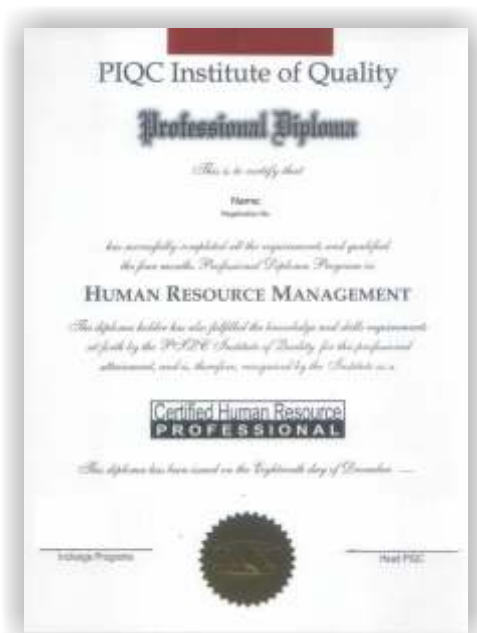 PIQC Institute of Quality
Professional Diploma
This is to certify that
Name
Registration No.
has successfully completed all the requirements and qualified
the four months Professional Diploma Program in
HUMAN RESOURCE MANAGEMENT
This diploma holder has also fulfilled the knowledge and skills requirements
set forth by the PIQC Institute of Quality for this professional
attainment, and is, therefore, recognized by the Institute as a
Certified Human Resource
PROFESSIONAL
This diploma has been issued on the Eighteenth day of December
Incharge Programs
Head PIQC